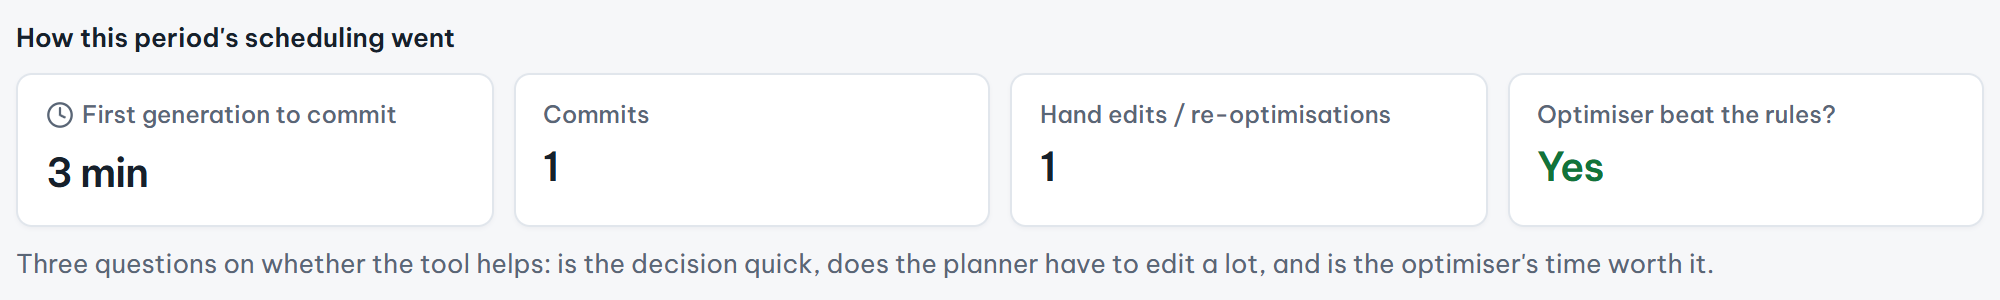 How this period's scheduling went
First generation to commit
3 min
Commits
1
Hand edits / re-optimisations
1
Optimiser beat the rules?
Yes
Three questions on whether the tool helps: is the decision quick, does the planner have to edit a lot, and is the optimiser's time worth it.